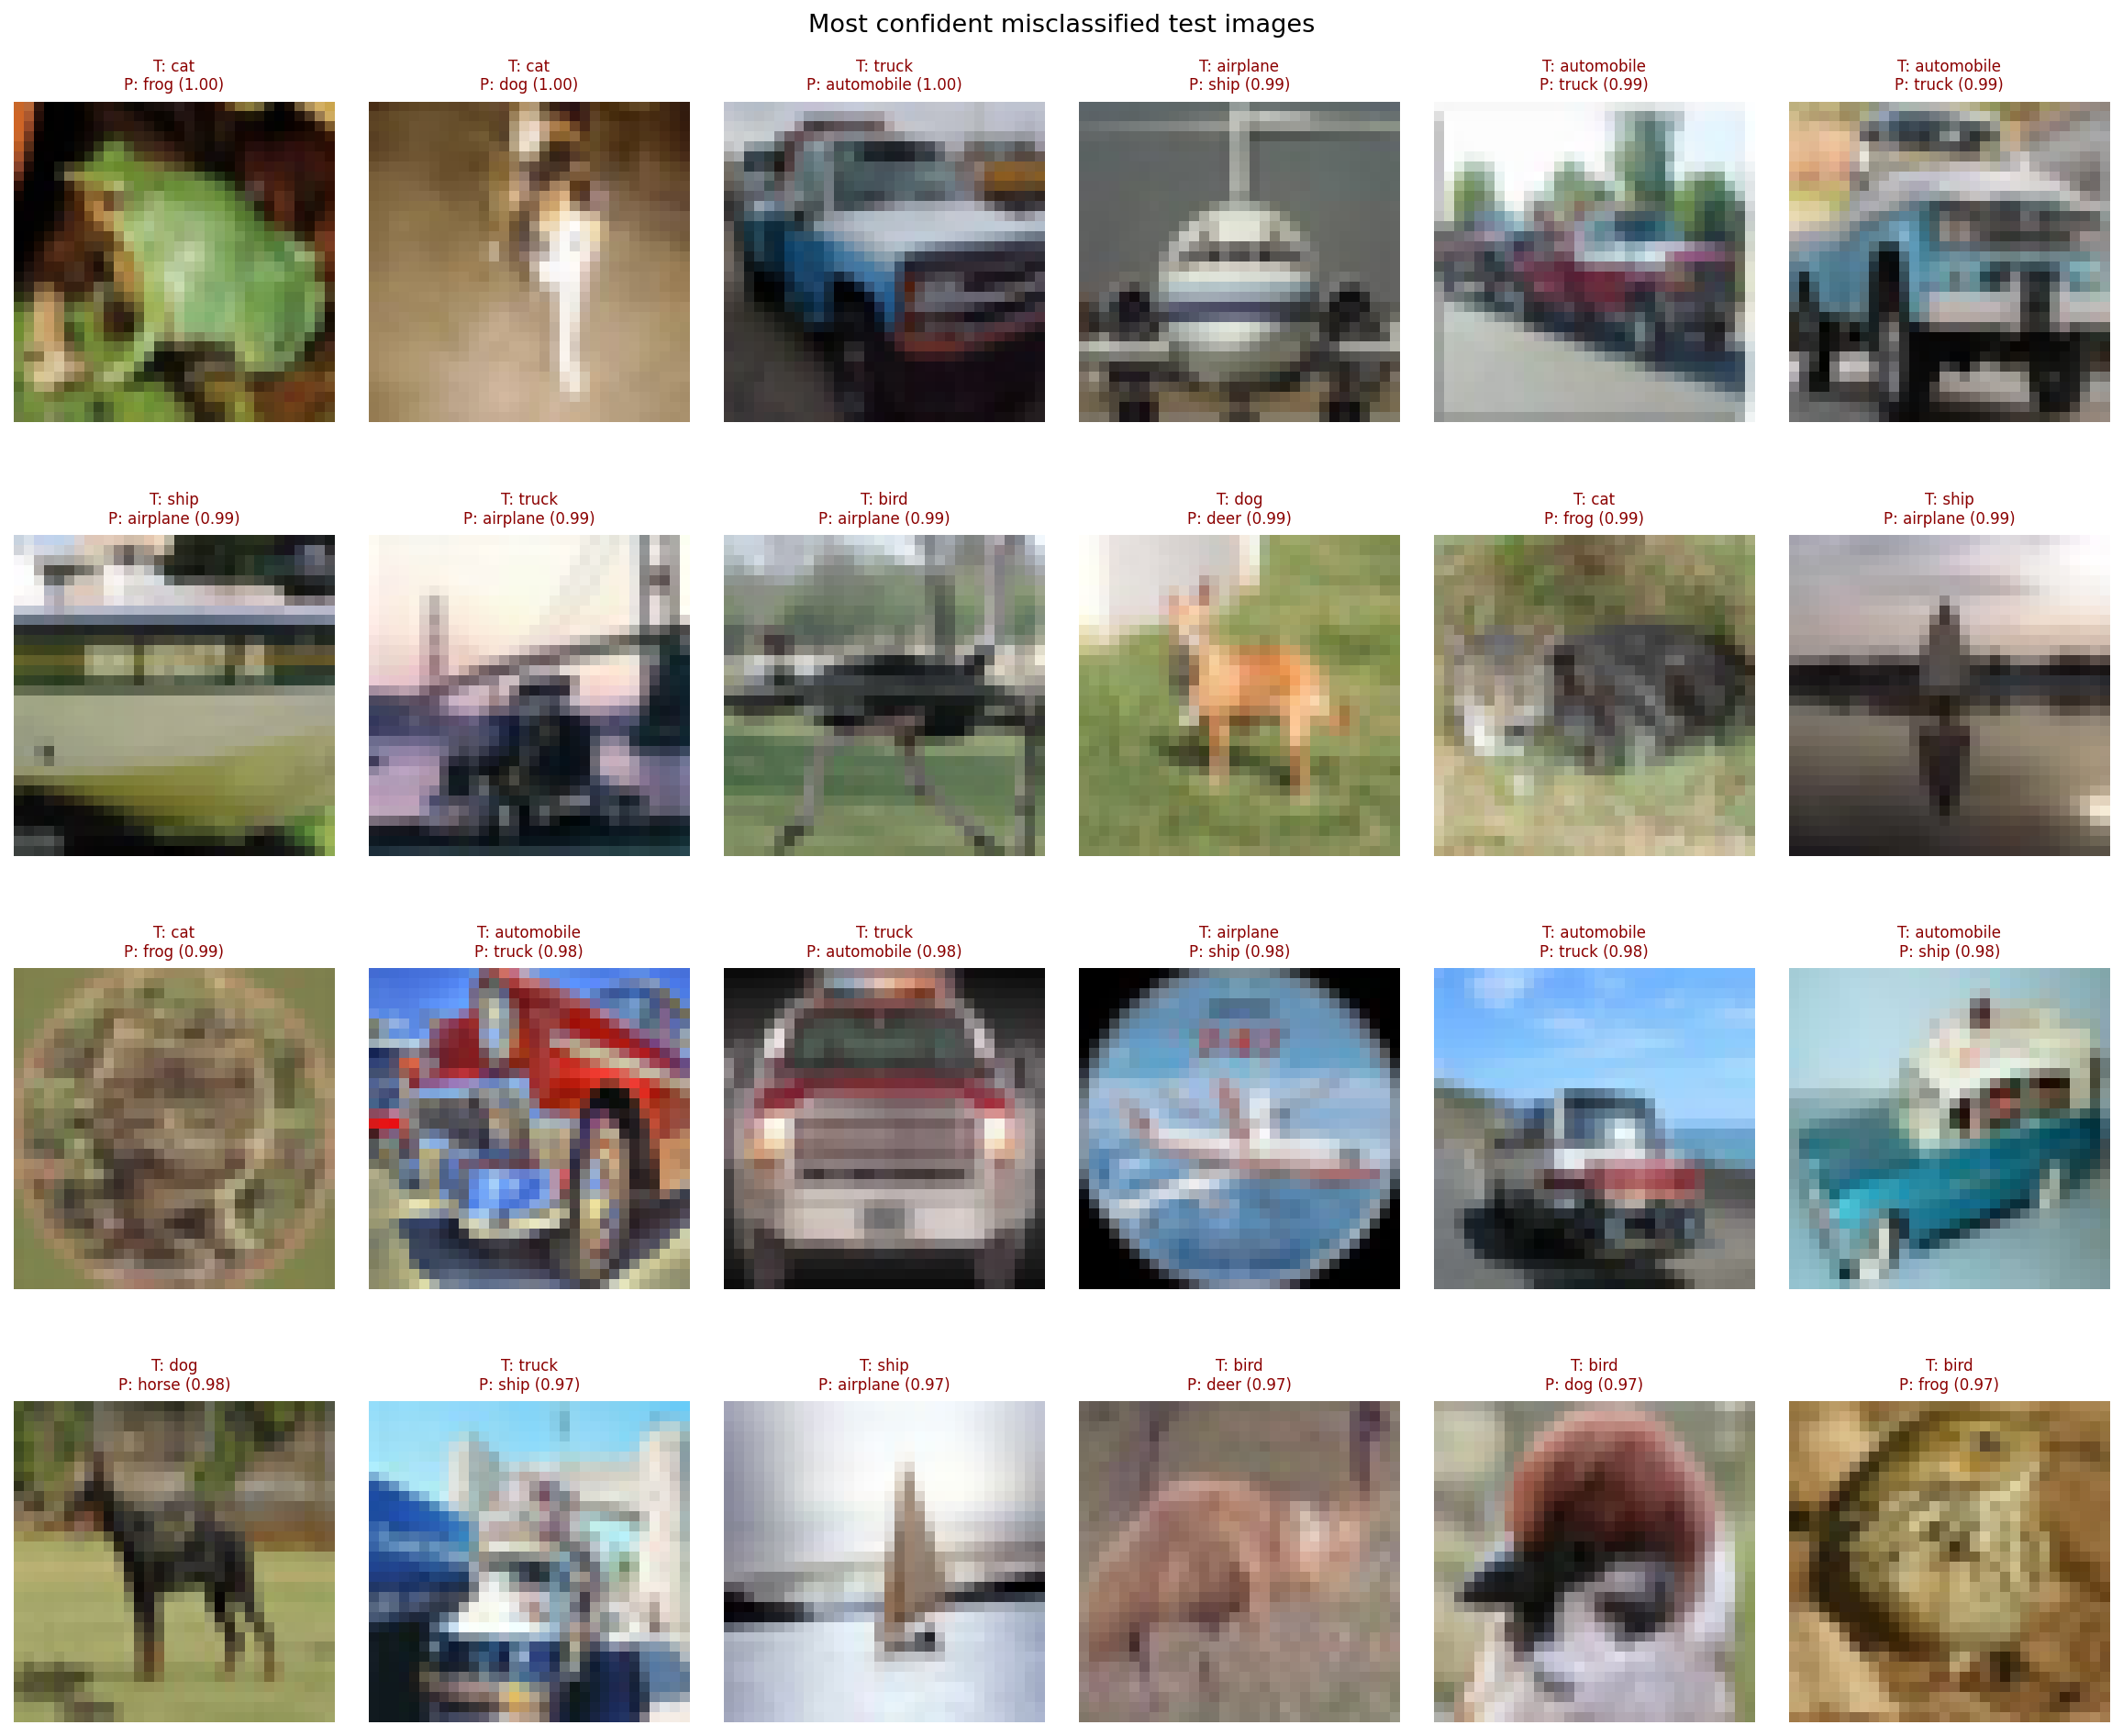 Most confident misclassified test images
T: cat
P: frog (1.00)
T: cat
P: dog (1.00)
T: truck
P: automobile (1.00)
T: airplane
P: ship (0.99)
T: automobile
P: truck (0.99)
T: automobile
P: truck (0.99)
T: ship
P: airplane (0.99)
T: truck
P: airplane (0.99)
T: bird
P: airplane (0.99)
T: dog
P: deer (0.99)
T: cat
P: frog (0.99)
T: ship
P: airplane (0.99)
T: cat
P: frog (0.99)
T: automobile
P: truck (0.98)
T: truck
P: automobile (0.98)
T: airplane
P: ship (0.98)
T: automobile
P: truck (0.98)
T: automobile
P: ship (0.98)
T: dog
P: horse (0.98)
T: truck
P: ship (0.97)
T: ship
P: airplane (0.97)
T: bird
P: deer (0.97)
T: bird
P: dog (0.97)
T: bird
P: frog (0.97)